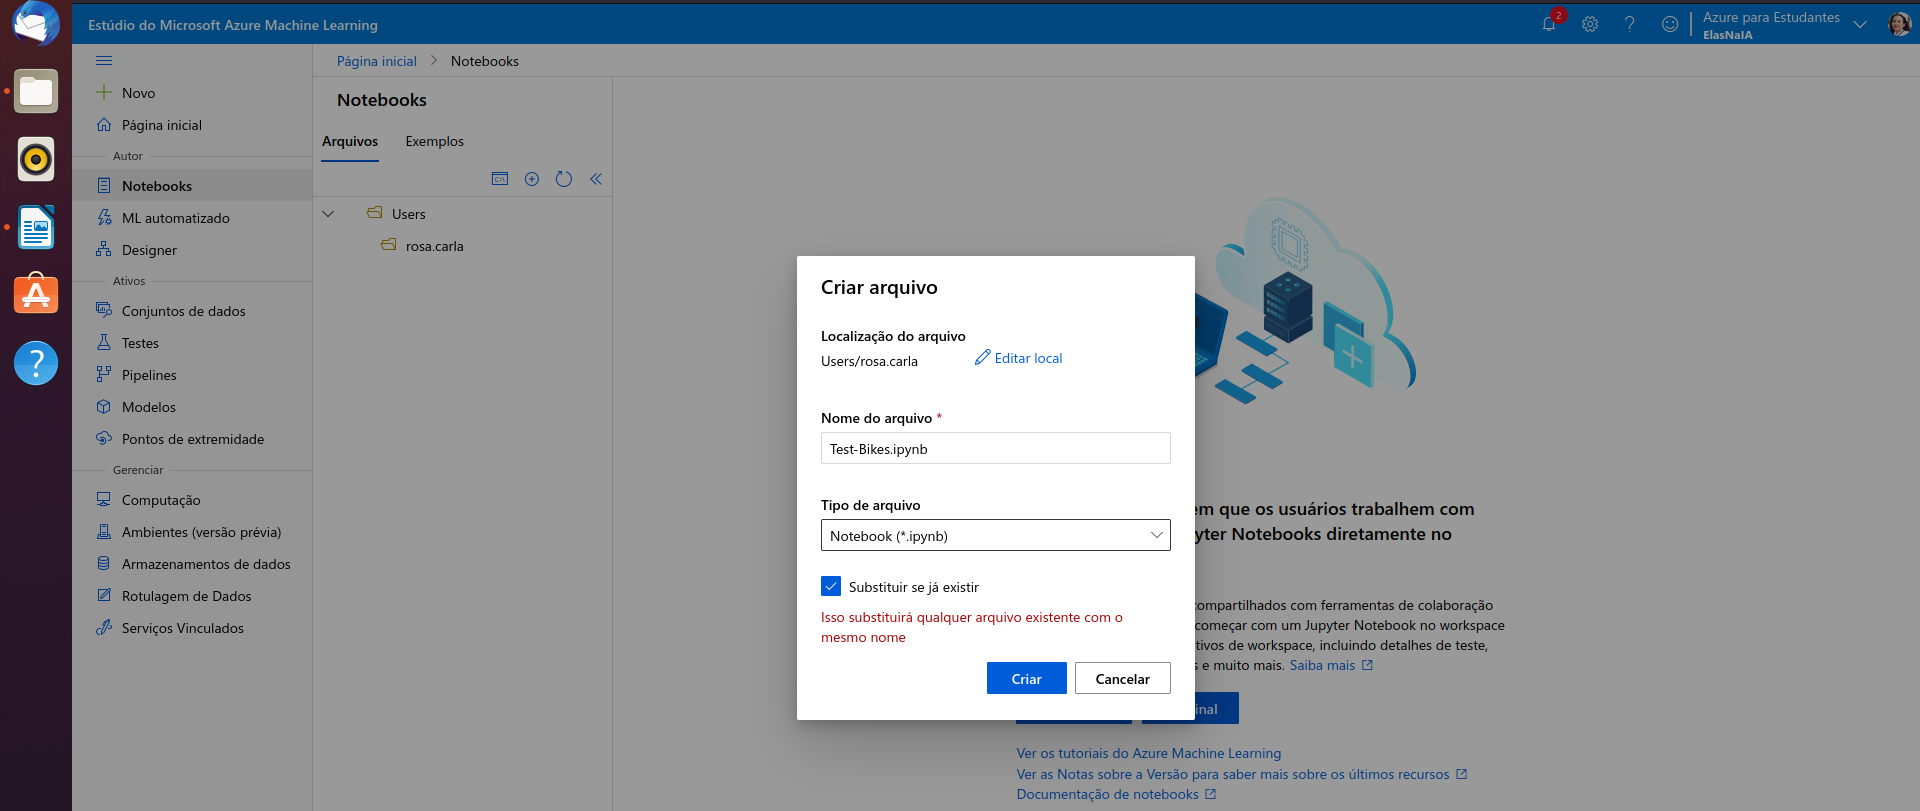 Estúdio do Microsoft Azure Machine Learning
2
Azure para Estudantes
ElasNaIA
Página inicial > Notebooks
Novo
Página inicial
Autor
Notebooks
ML automatizado
Designer
Ativos
Conjuntos de dados
Testes
Pipelines
Modelos
Pontos de extremidade
Gerenciar
Computação
Ambientes (versão prévia)
Armazenamentos de dados
Rotulagem de Dados
Serviços Vinculados
Notebooks
Arquivos Exemplos
Users
rosa.carla
Criar arquivo
Localização do arquivo
Users/rosa.carla Editar local
Nome do arquivo *
Test-Bikes.ipynb
Tipo de arquivo
Notebook (*.ipynb)
Substituir se já existir
Isso substituirá qualquer arquivo existente com o
mesmo nome
Criar Cancelar
em que os usuários trabalhem com
yter Notebooks diretamente no
compartilhados com ferramentas de colaboração
começar com um Jupyter Notebook no workspace
tivos de workspace, incluindo detalhes de teste,
s e muito mais. Saiba mais
inal
Ver os tutoriais do Azure Machine Learning
Ver as Notas sobre a Versão para saber mais sobre os últimos recursos
Documentação de notebooks